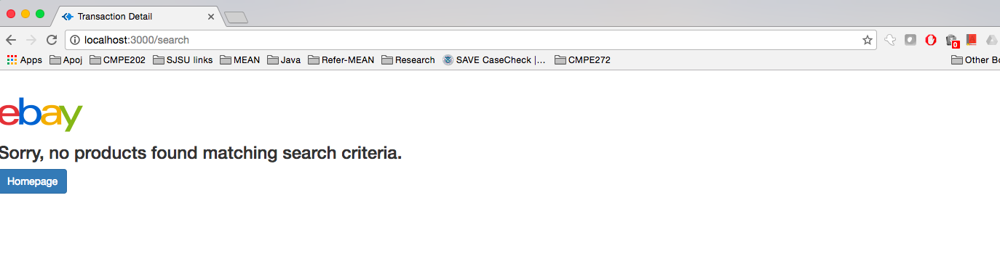 Transaction Detail
localhost:3000/search
0
Apps Apoj CMPE202 SJSU links MEAN Java Refer-MEAN Research SAVE CaseCheck |... CMPE272 Other Bo
ebay
Sorry, no products found matching search criteria.
Homepage